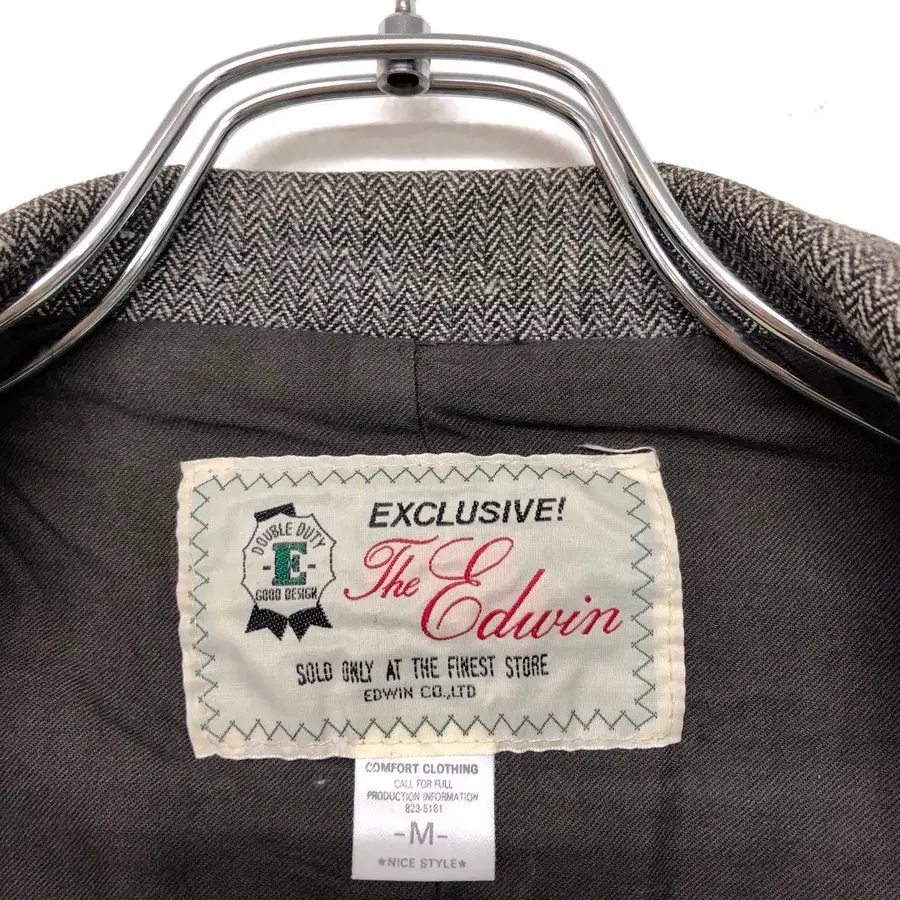 DOUBLE DUTY
-E-
GOOD DESIGN
EXCLUSIVE!
The Edwin
SOLD ONLY AT THE FINEST STORE
EDWIN CO.,LTD
COMFORT CLOTHING
CALL FOR FULL
PRODUCTION INFORMATION
823-5181
-M-
★NICE STYLE★